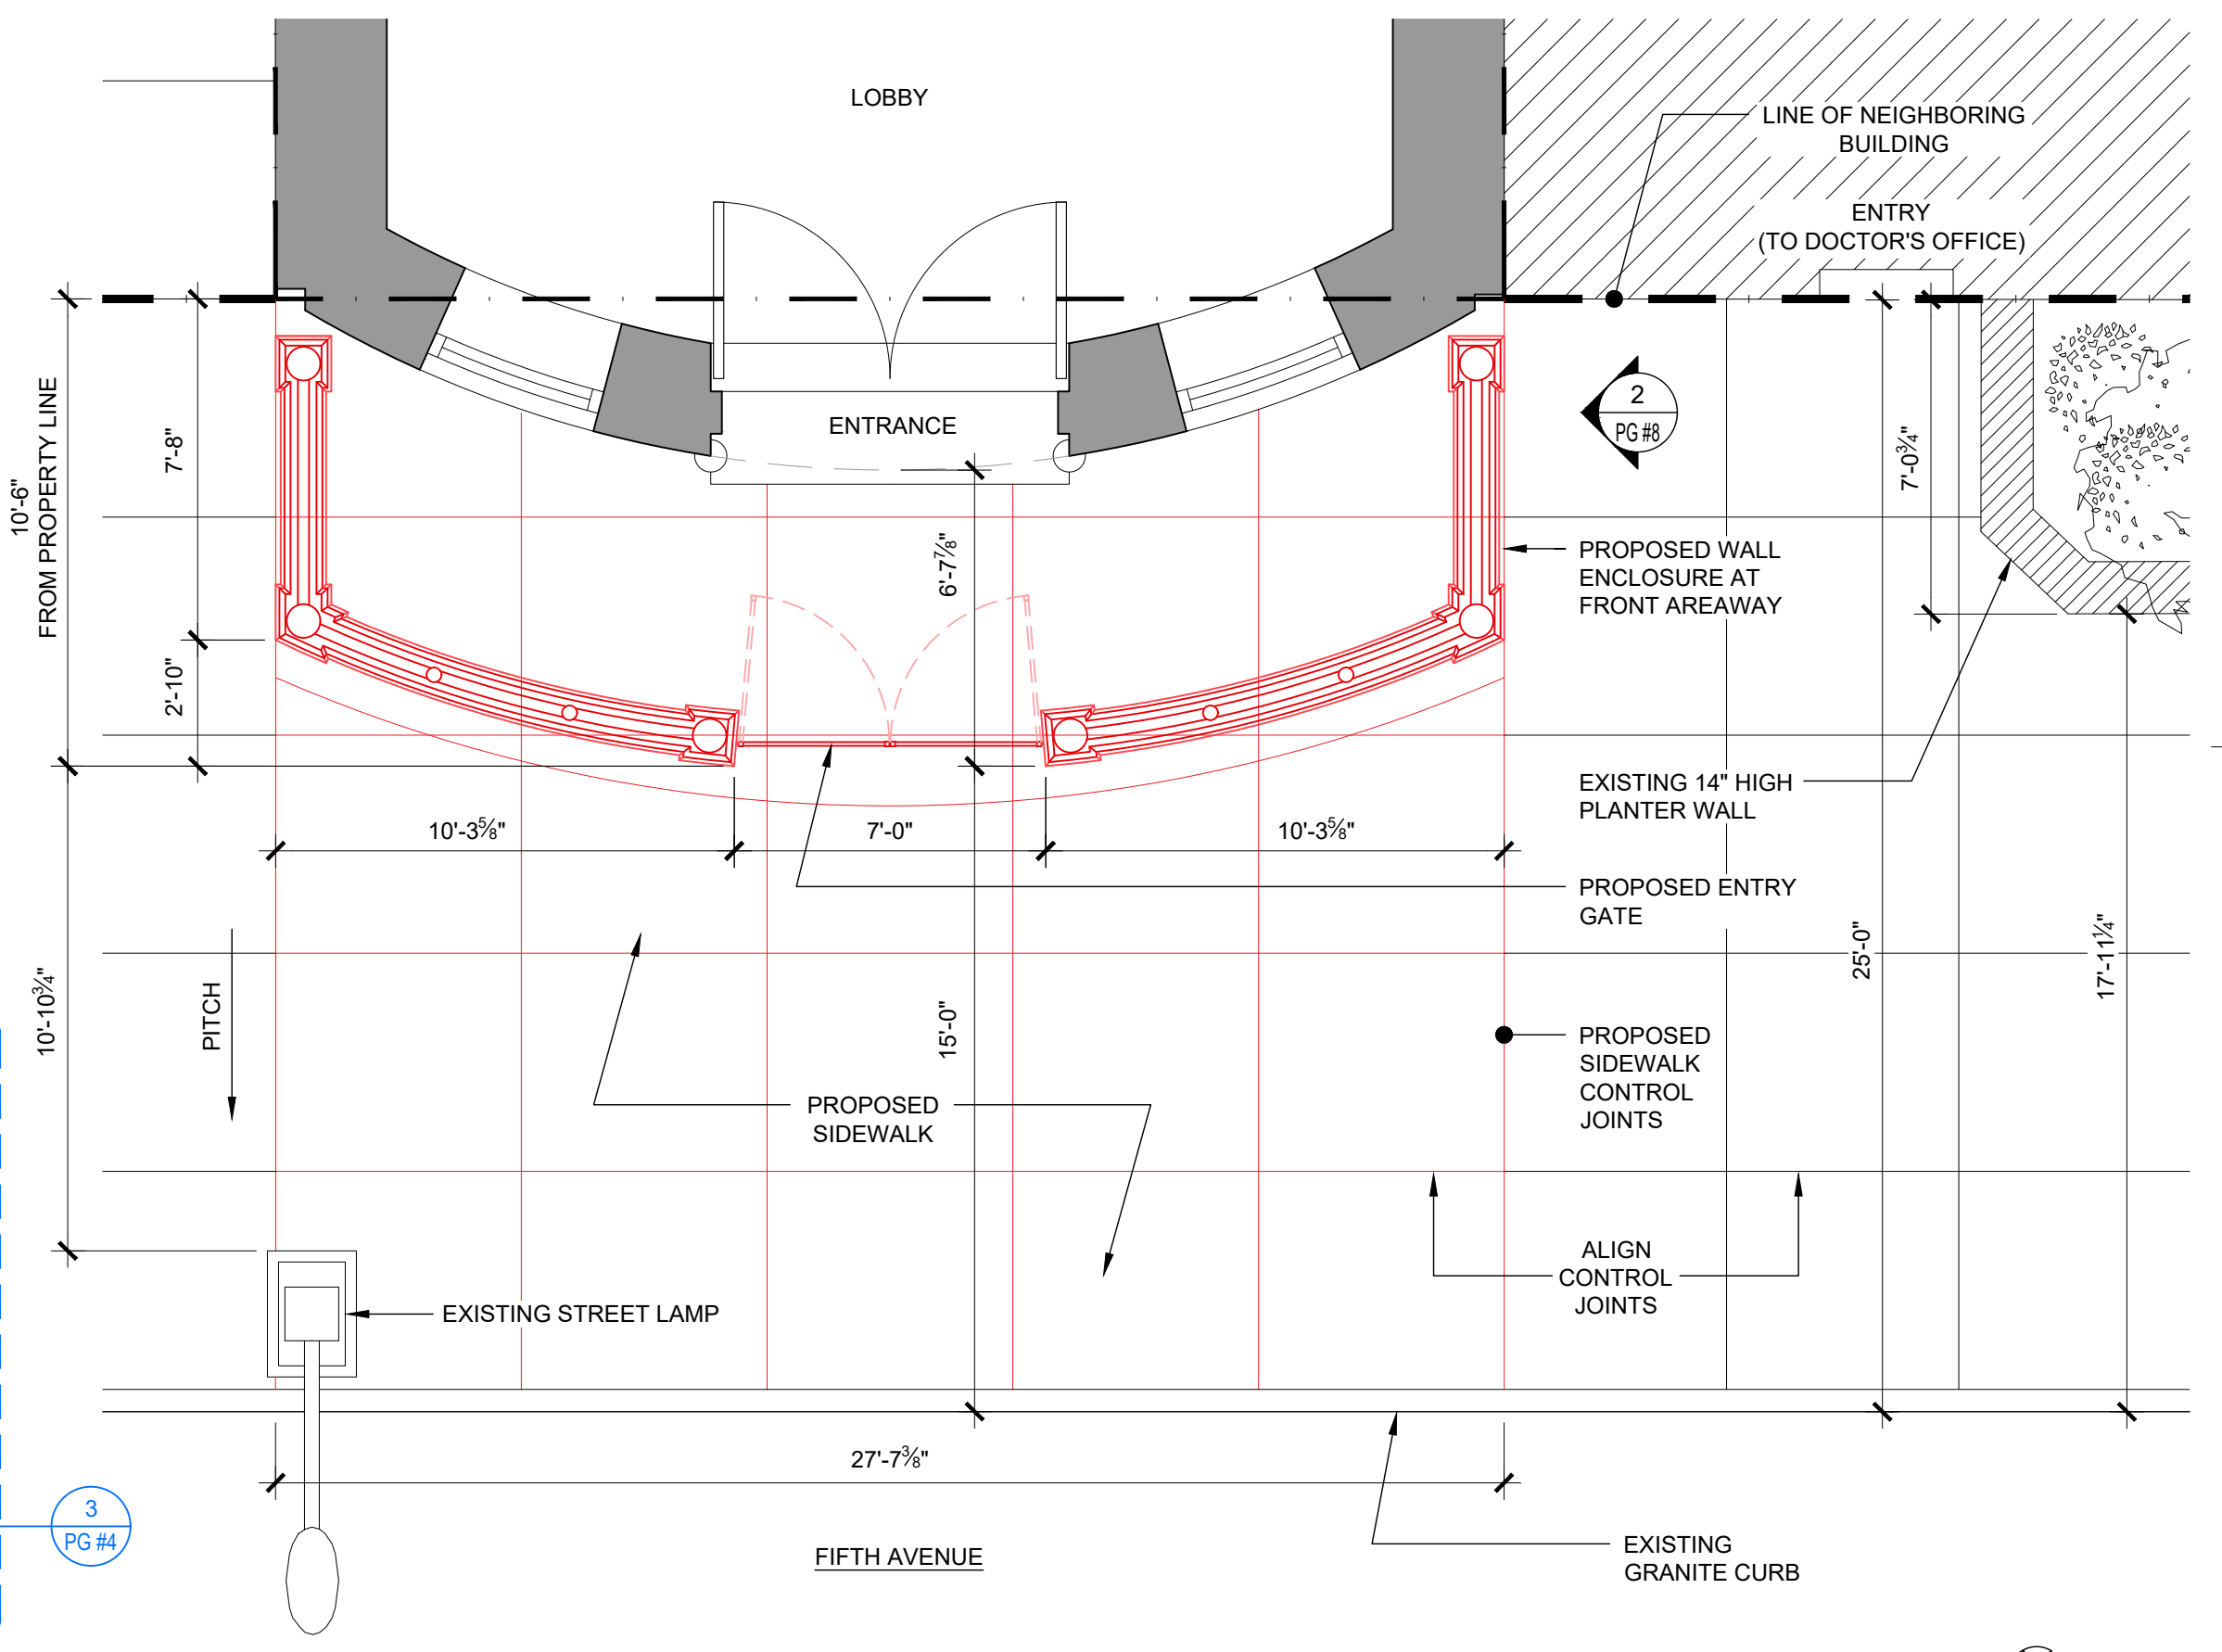 LOBBY
LINE OF NEIGHBORING
BUILDING
ENTRY
(TO DOCTOR'S OFFICE)
10'-6"
FROM PROPERTY LINE
7'-8"
2'-10"
ENTRANCE
6'-7⅞"
2
PG #8
7'-0¾"
PROPOSED WALL
ENCLOSURE AT
FRONT AREAWAY
EXISTING 14" HIGH
PLANTER WALL
10'-3⅝"
7'-0"
10'-3⅝"
PROPOSED ENTRY
GATE
10'-10¾"
PITCH
15'-0"
25'-0"
17'-11¼"
PROPOSED
SIDEWALK
PROPOSED
SIDEWALK
CONTROL
JOINTS
ALIGN
CONTROL
JOINTS
EXISTING STREET LAMP
27'-7⅜"
3
PG #4
FIFTH AVENUE
EXISTING
GRANITE CURB